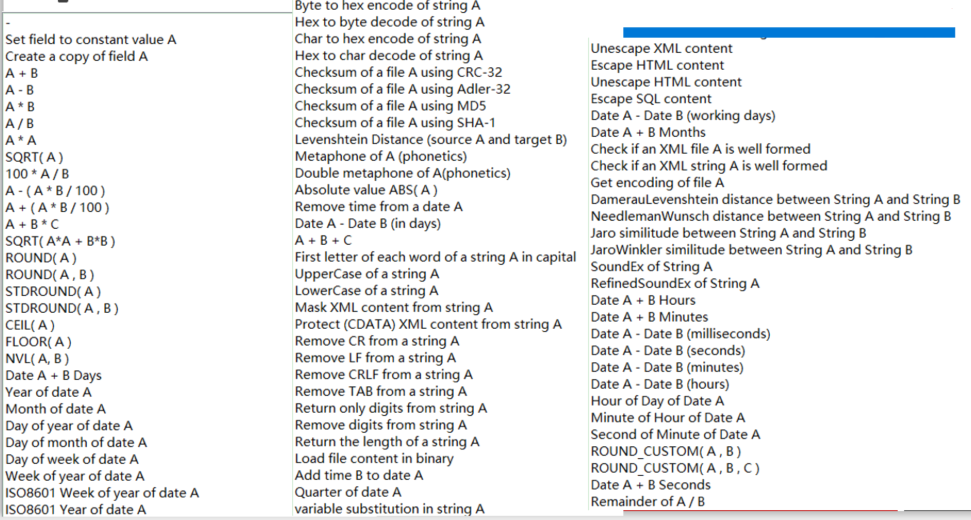 -
Set field to constant value A
Create a copy of field A
A + B
A - B
A * B
A / B
A * A
SQRT( A )
100 * A / B
A - ( A * B / 100 )
A + ( A * B / 100 )
A + B * C
SQRT( A*A + B*B )
ROUND( A )
ROUND( A , B )
STDROUND( A )
STDROUND( A , B )
CEIL( A )
FLOOR( A )
NVL( A, B )
Date A + B Days
Year of date A
Month of date A
Day of year of date A
Day of month of date A
Day of week of date A
Week of year of date A
ISO8601 Week of year of date A
ISO8601 Year of date A
Byte to hex encode of string A
Hex to byte decode of string A
Char to hex encode of string A
Hex to char decode of string A
Checksum of a file A using CRC-32
Checksum of a file A using Adler-32
Checksum of a file A using MD5
Checksum of a file A using SHA-1
Levenshtein Distance (source A and target B)
Metaphone of A (phonetics)
Double metaphone of A(phonetics)
Absolute value ABS( A )
Remove time from a date A
Date A - Date B (in days)
A + B + C
First letter of each word of a string A in capital
UpperCase of a string A
LowerCase of a string A
Mask XML content from string A
Protect (CDATA) XML content from string A
Remove CR from a string A
Remove LF from a string A
Remove CRLF from a string A
Remove TAB from a string A
Return only digits from string A
Remove digits from string A
Return the length of a string A
Load file content in binary
Add time B to date A
Quarter of date A
variable substitution in string A
Unescape XML content
Escape HTML content
Unescape HTML content
Escape SQL content
Date A - Date B (working days)
Date A + B Months
Check if an XML file A is well formed
Check if an XML string A is well formed
Get encoding of file A
DamerauLevenshtein distance between String A and String B
NeedlemanWunsch distance between String A and String B
Jaro similitude between String A and String B
JaroWinkler similitude between String A and String B
SoundEx of String A
RefinedSoundEx of String A
Date A + B Hours
Date A + B Minutes
Date A - Date B (milliseconds)
Date A - Date B (seconds)
Date A - Date B (minutes)
Date A - Date B (hours)
Hour of Day of Date A
Minute of Hour of Date A
Second of Minute of Date A
ROUND_CUSTOM( A , B )
ROUND_CUSTOM( A , B , C )
Date A + B Seconds
Remainder of A / B